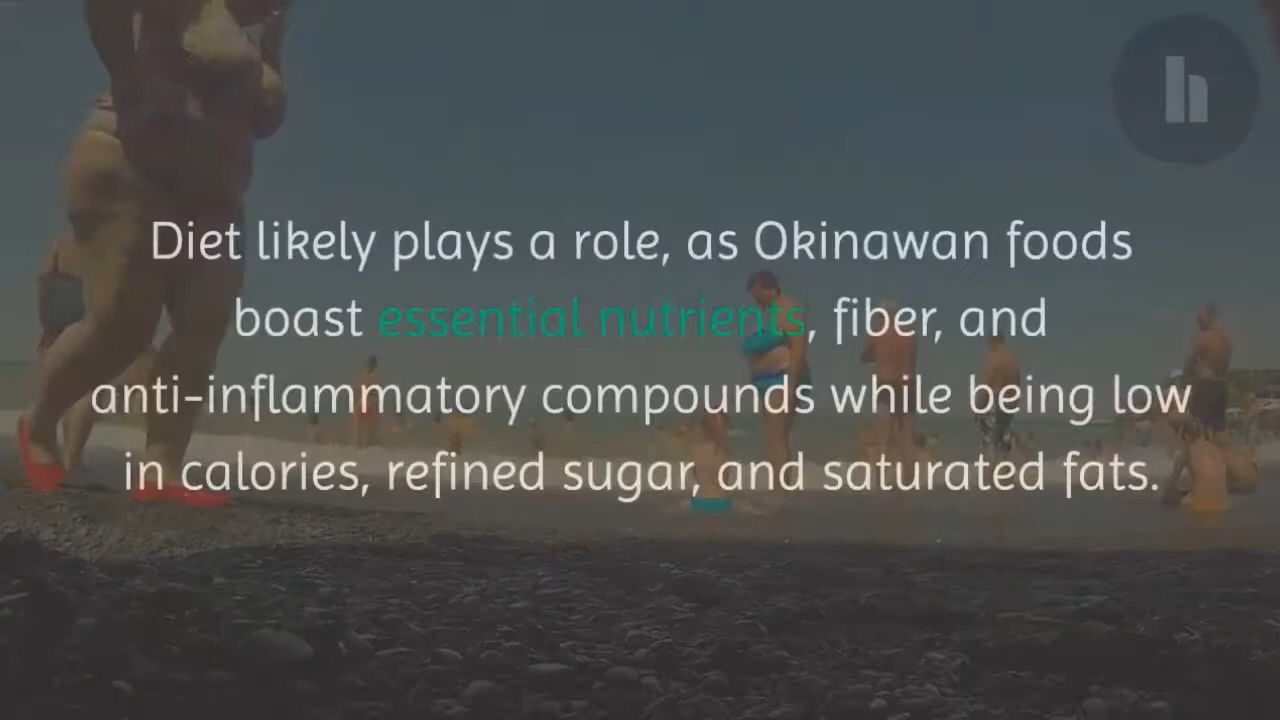 Diet likely plays a role, as Okinawan foods
boast essential nutrients, fiber, and
anti-inflammatory compounds while being low
in calories, refined sugar, and saturated fats.